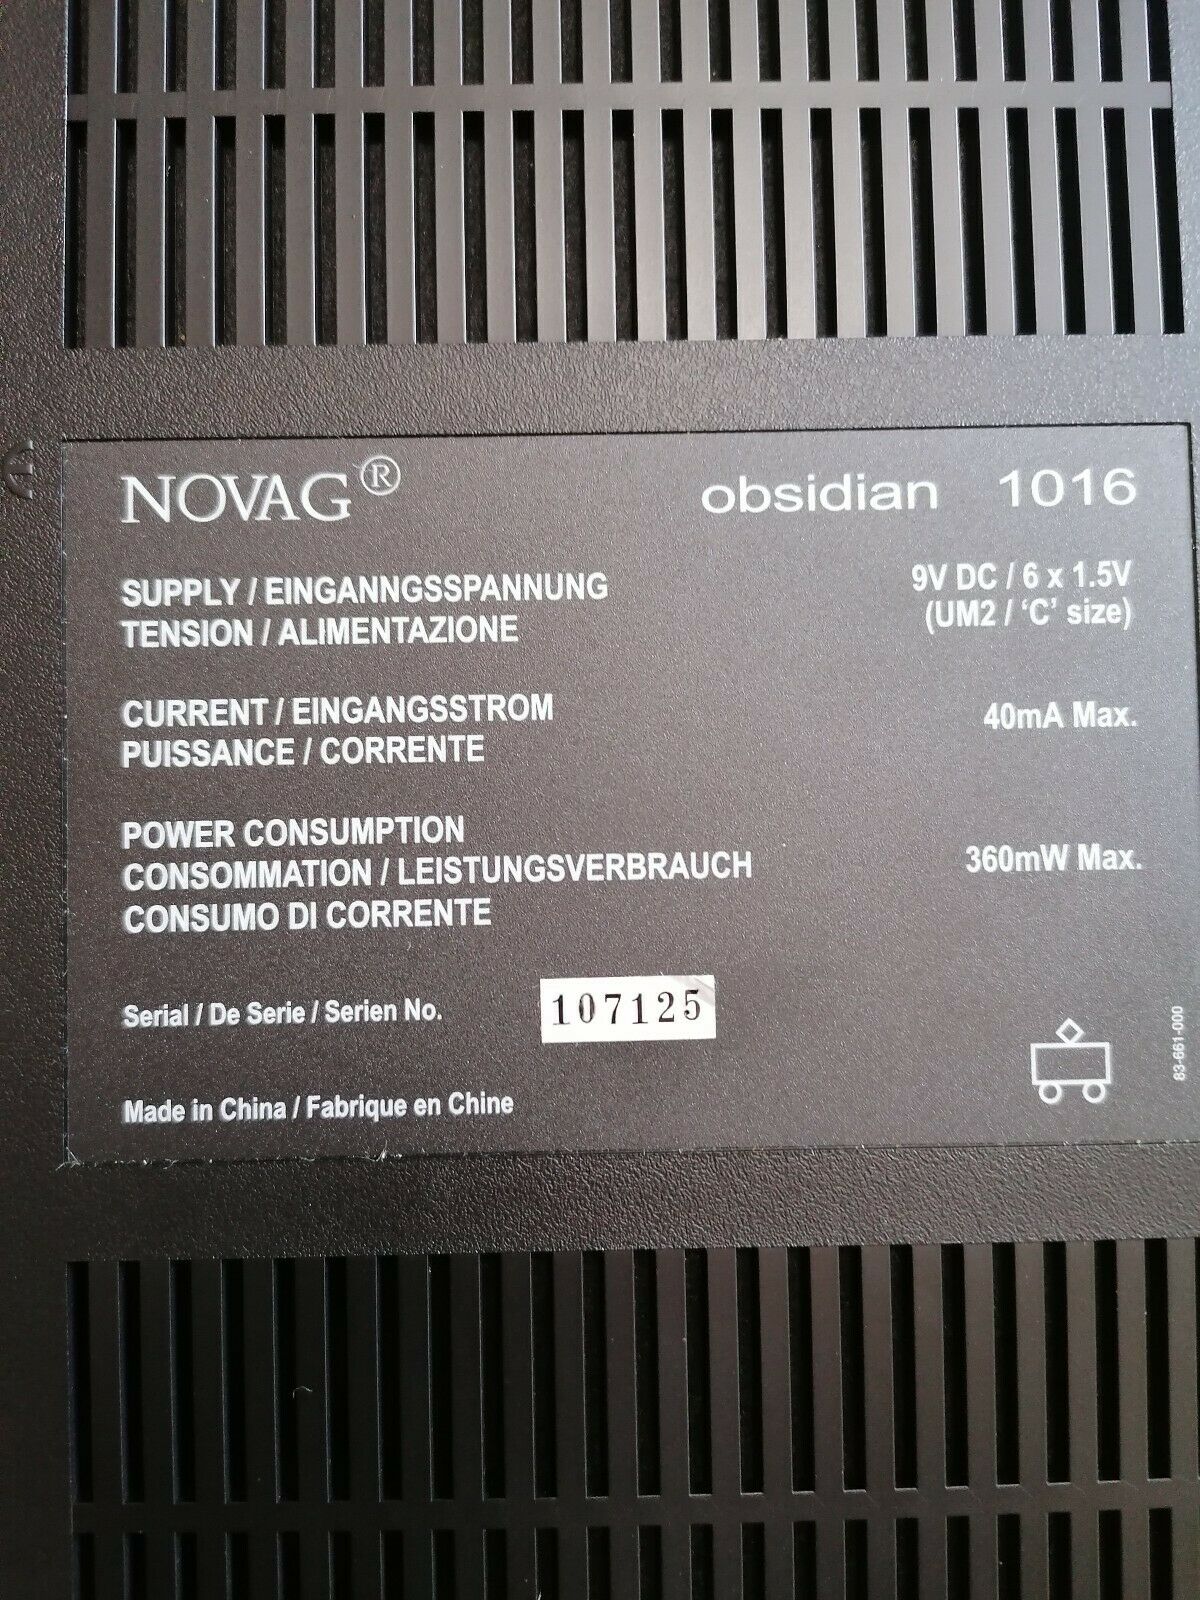 NOVAG® obsidian 1016
SUPPLY / EINGANNGSSPANNUNG 9V DC / 6 x 1.5V
TENSION / ALIMENTAZIONE (UM2 / ‘C’ size)
CURRENT / EINGANGSSTROM 40mA Max.
PUISSANCE / CORRENTE
POWER CONSUMPTION
CONSOMMATION / LEISTUNGSVERBRAUCH 360mW Max.
CONSUMO DI CORRENTE
Serial / De Serie / Serien No. 107125
Made in China / Fabrique en Chine
83-661-000